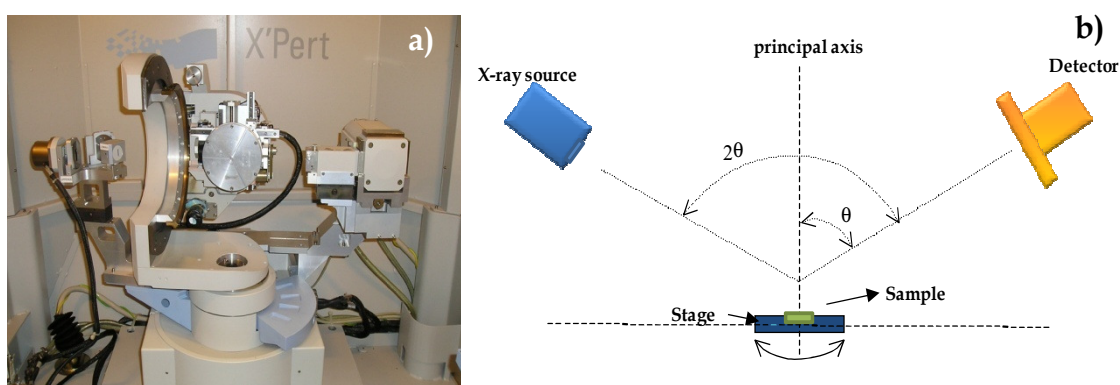 X'Pert
a)
b)
principal axis
X-ray source
Detector
2θ
θ
Sample
Stage